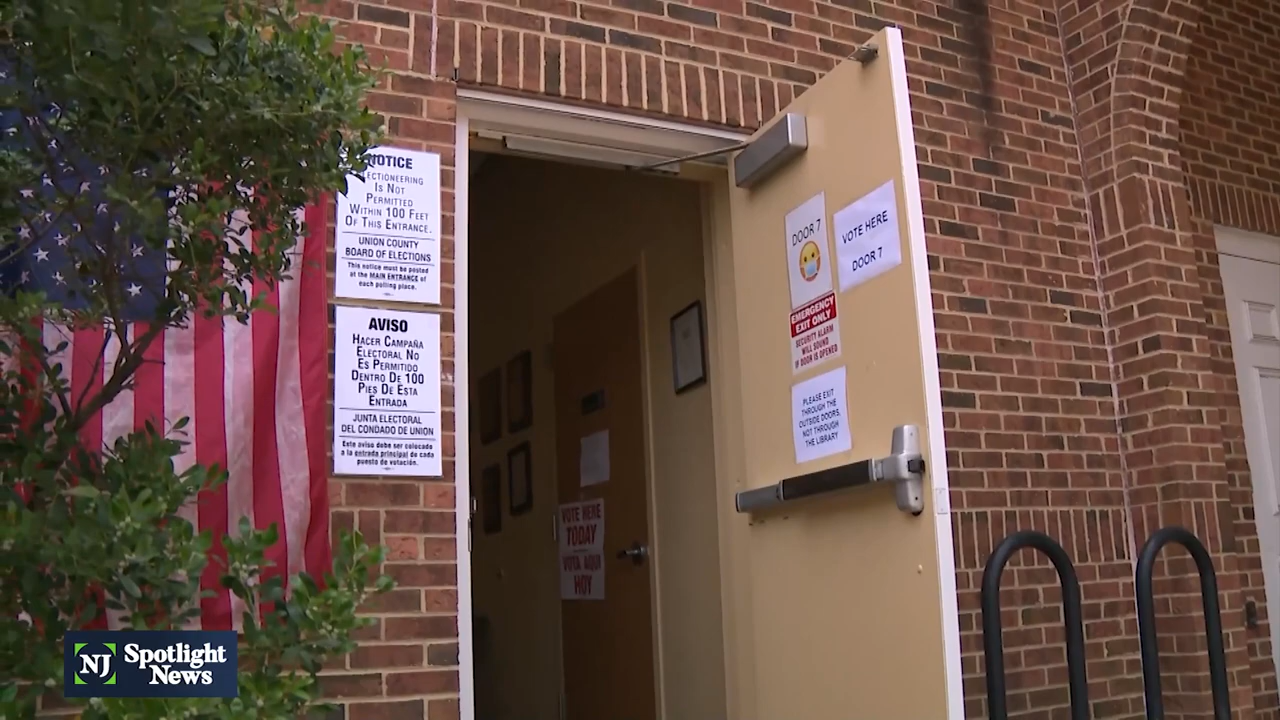 NOTICE
ECTIONEERING
IS NOT
PERMITTED
WITHIN 100 FEET
OF THIS ENTRANCE.
UNION COUNTY
BOARD OF ELECTIONS
This notice must be posted
at the MAIN ENTRANCE of
each polling place.
AVISO
HACER CAMPAÑA
ELECTORAL NO
ES PERMITIDO
DENTRO DE 100
PIES DE ESTA
ENTRADA
JUNTA ELECTORAL
DEL CONDADO DE UNION
Este aviso debe ser colocado
a la entrada principal de cada
puesto de votación.
DOOR 7
VOTE HERE
DOOR 7
EMERGENCY
EXIT ONLY
SECURITY ALARM
WILL SOUND
IF DOOR IS OPENED
PLEASE EXIT
THROUGH THE
OUTSIDE DOORS,
NOT THROUGH
THE LIBRARY
VOTE HERE
TODAY
VOTA AQUI
HOY
NJ Spotlight
News